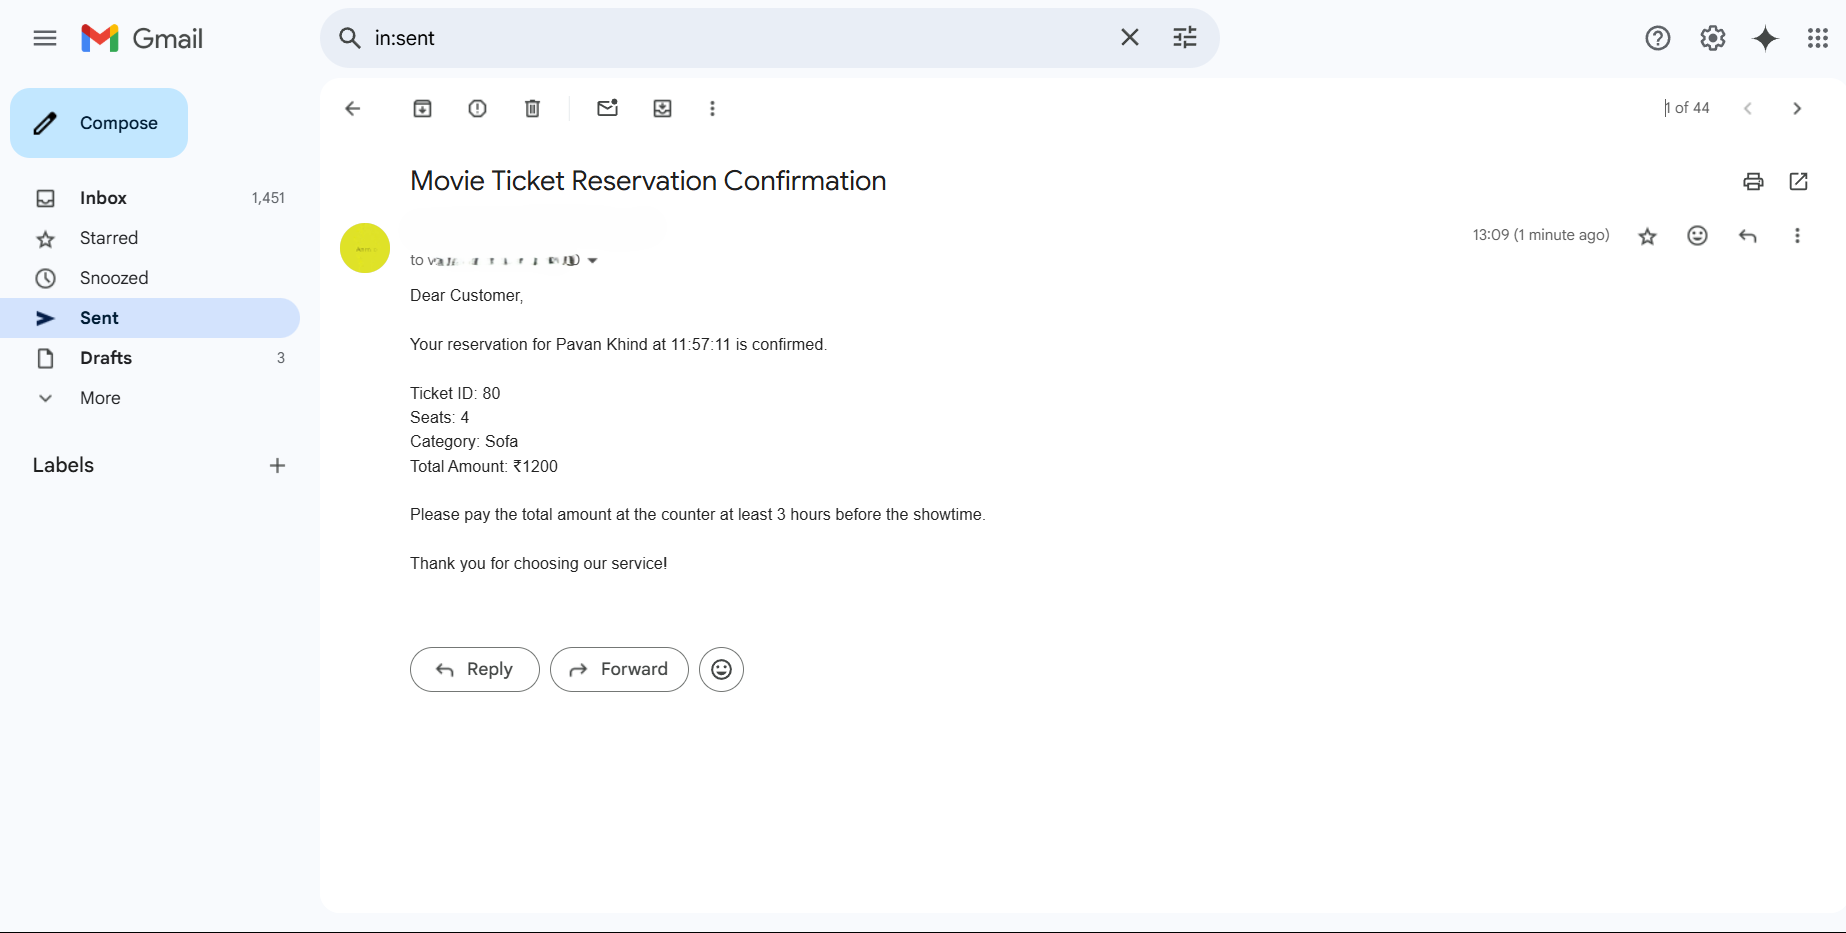 Gmail
in:sent
Compose
1 of 44
Inbox 1,451
Starred
Snoozed
Sent
Drafts 3
More
Labels
Movie Ticket Reservation Confirmation
13:09 (1 minute ago)
to
Dear Customer,
Your reservation for Pavan Khind at 11:57:11 is confirmed.
Ticket ID: 80
Seats: 4
Category: Sofa
Total Amount: ₹1200
Please pay the total amount at the counter at least 3 hours before the showtime.
Thank you for choosing our service!
Reply
Forward